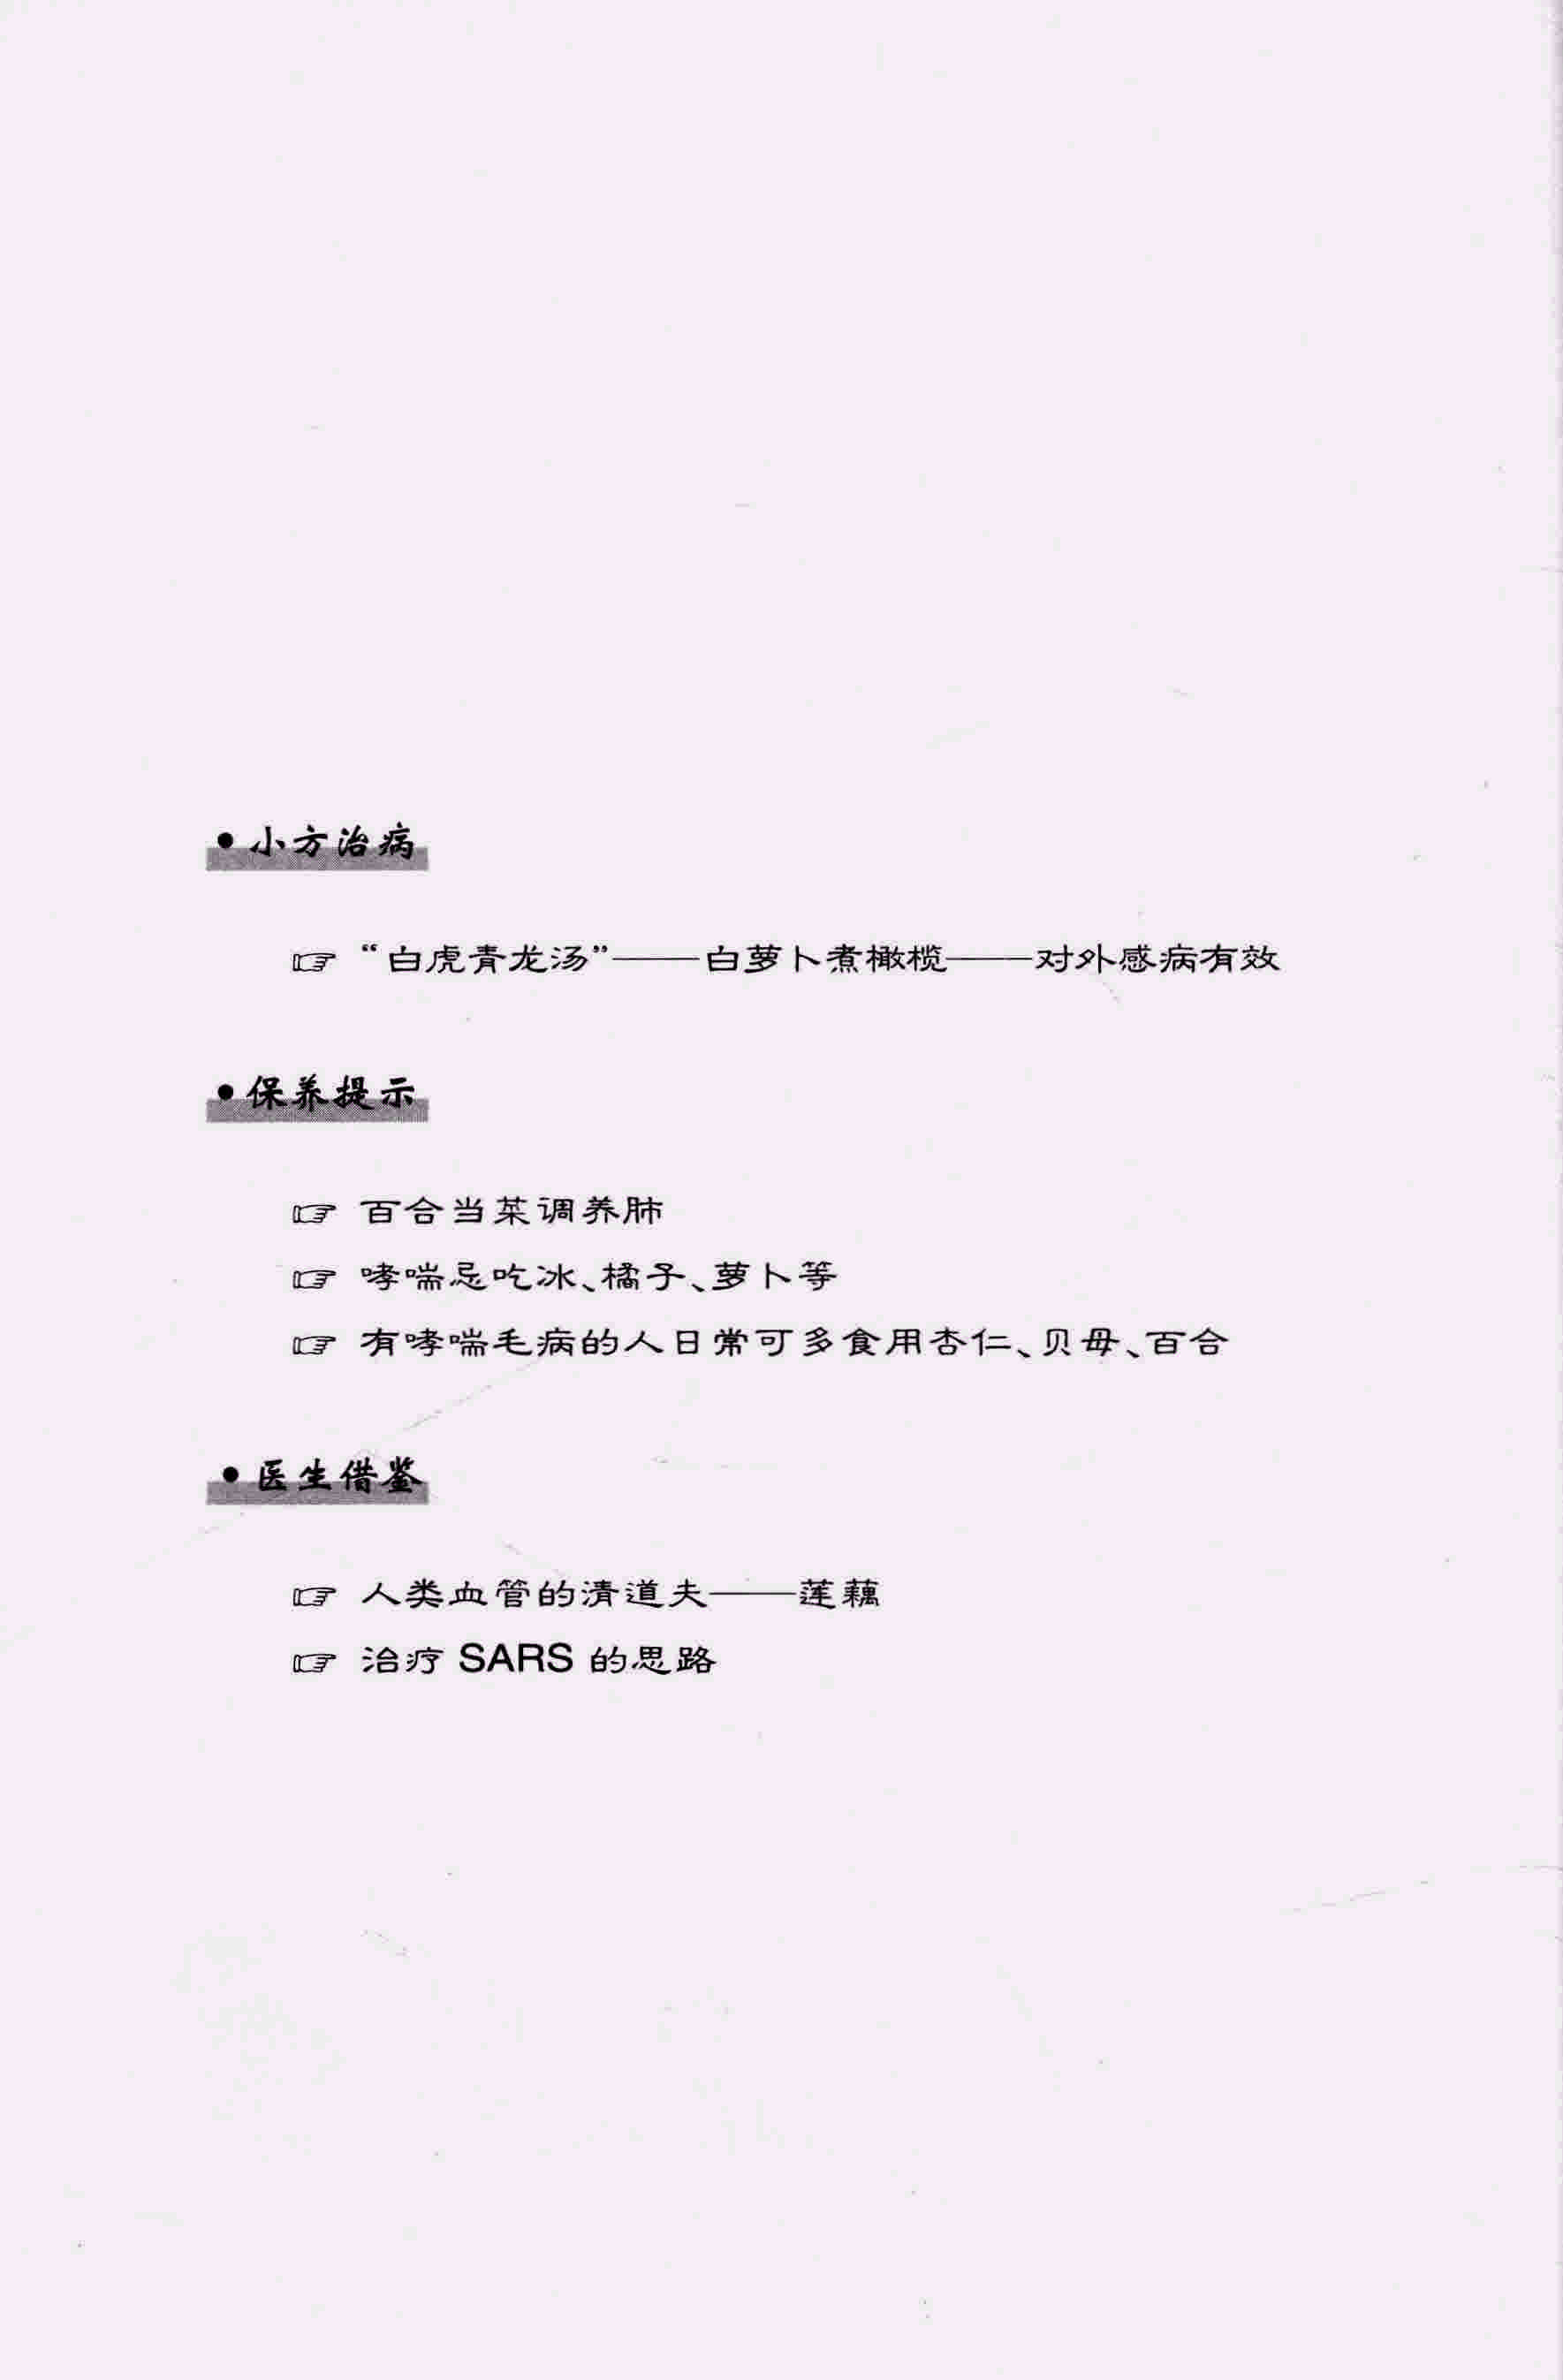 •小方治病
☞ “白虎青龙汤”——白萝卜煮橄榄——对外感病有效
•保养提示
☞ 百合当菜调养肺
☞ 哮喘忌吃冰、橘子、萝卜等
☞ 有哮喘毛病的人日常可多食用杏仁、贝母、百合
•医生借鉴
☞ 人类血管的清道夫——莲藕
☞ 治疗 SARS 的思路